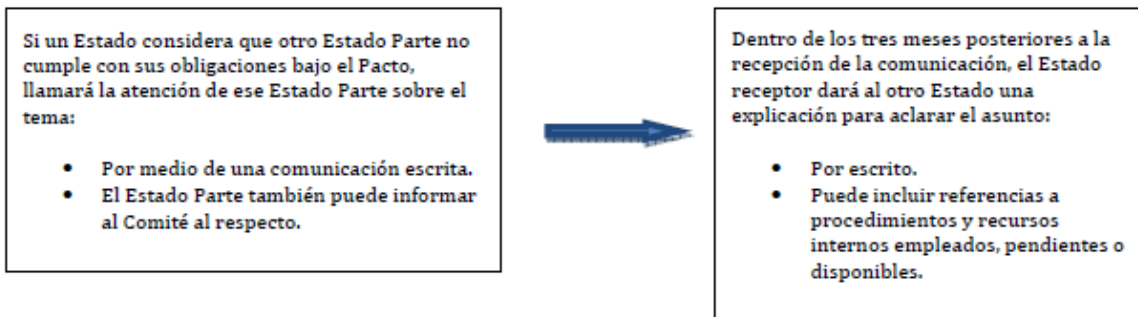 Si un Estado considera que otro Estado Parte no
cumple con sus obligaciones bajo el Pacto,
llamará la atención de ese Estado Parte sobre el
tema:
• Por medio de una comunicación escrita.
• El Estado Parte también puede informar
al Comité al respecto.
Dentro de los tres meses posteriores a la
recepción de la comunicación, el Estado
receptor dará al otro Estado una
explicación para aclarar el asunto:
• Por escrito.
• Puede incluir referencias a
procedimientos y recursos
internos empleados, pendientes o
disponibles.